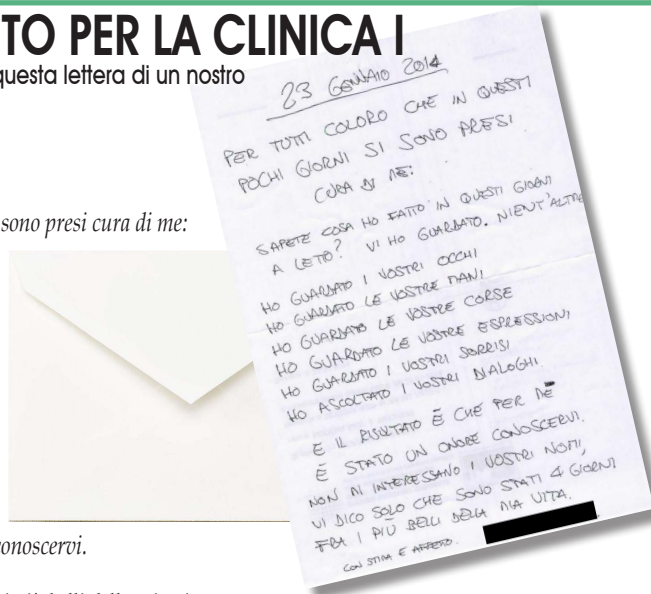 TO PER LA CLINICA I
questa lettera di un nostro
sono presi cura di me:
onoscervi.
23 GENNAIO 2014
PER TUTTI COLORO CHE IN QUESTI
POCHI GIORNI SI SONO PRESI
CURA DI ME:
SAPETE COSA HO FATTO IN QUESTI GIORNI
A LETTO? VI HO GUARDATO. NIENT'ALTRO
HO GUARDATO I VOSTRI OCCHI
HO GUARDATO LE VOSTRE MANI
HO GUARDATO LE VOSTRE CORSE
HO GUARDATO LE VOSTRE ESPRESSIONI
HO GUARDATO I VOSTRI SORRISI
HO ASCOLTATO I VOSTRI DIALOGHI.
E IL RISULTATO È CHE PER ME
È STATO UN ONORE CONOSCERVI.
NON MI INTERESSANO I VOSTRI NOMI,
VI DICO SOLO CHE SONO STATI 4 GIORNI
FRA I PIÙ BELLI DELLA MIA VITA.
CON STIMA E AFFETTO.